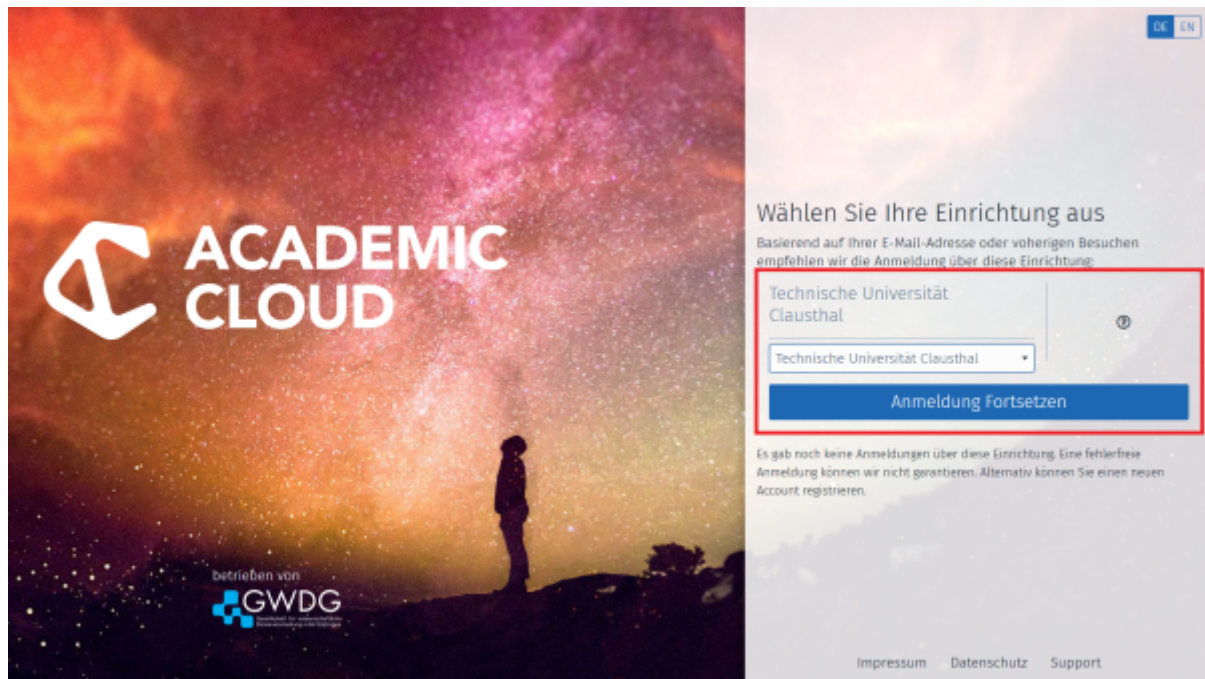 DE EN
ACADEMIC
CLOUD
betrieben von
GWDG
Wählen Sie Ihre Einrichtung aus
Basierend auf Ihrer E-Mail-Adresse oder voherigen Besuchen
empfehlen wir die Anmeldung über diese Einrichtung:
Technische Universität
Clausthal
Technische Universität Clausthal
Anmeldung Fortsetzen
Es gab noch keine Anmeldungen über diese Einrichtung. Eine fehlerfreie
Anmeldung können wir nicht garantieren. Alternativ können Sie einen neuen
Account registrieren.
Impressum Datenschutz Support